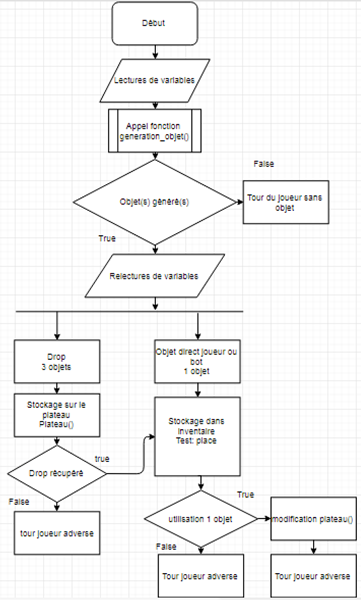 Début
Lectures de variables
Appel fonction
generation_objet()
False
Objet(s) généré(s)
Tour du joueur sans
objet
True
Relectures de variables
Drop
3 objets
Objet direct joueur ou
bot
1 objet
Stockage sur le
plateau
Plateau()
Stockage dans
inventaire
Test: place
true
Drop récupéré
False
True
tour joueur adverse
utilisation 1 objet
modification plateau()
False
Tour joueur adverse
Tour joueur adverse